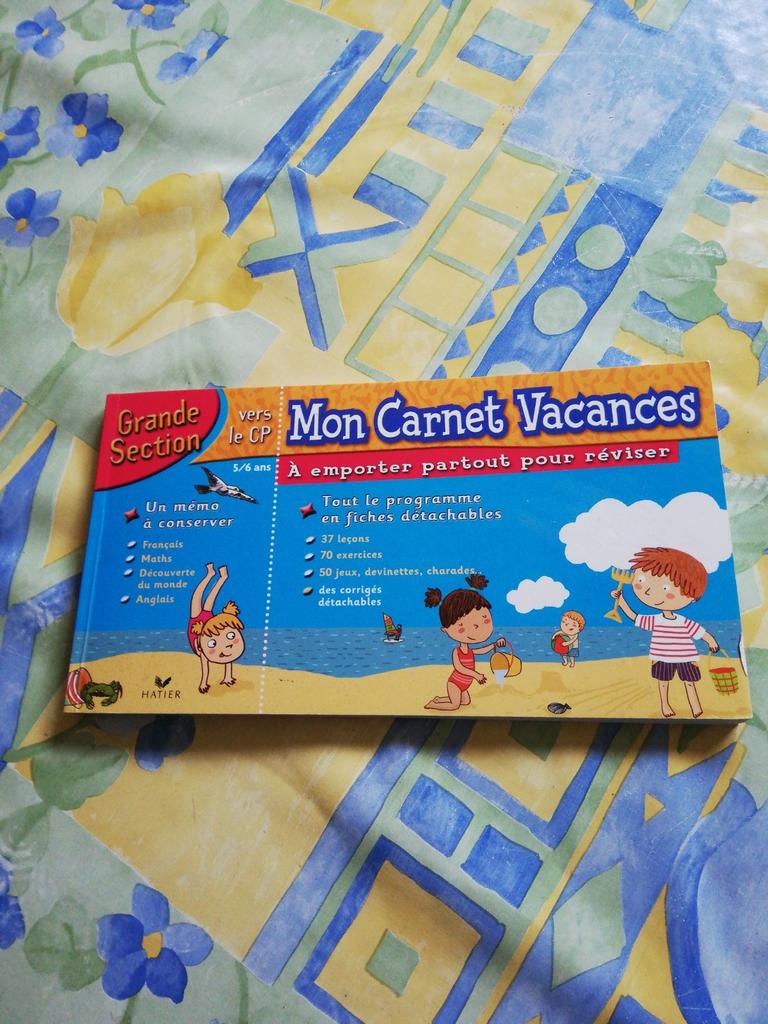 Grande
Section
vers
le CP
5/6 ans
Mon Carnet Vacances
À emporter partout pour réviser
Un mémo
à conserver
Français
Maths
Découverte
du monde
Anglais
Tout le programme
en fiches détachables
37 leçons
70 exercices
50 jeux, devinettes, charades...
des corrigés
détachables
HATIER